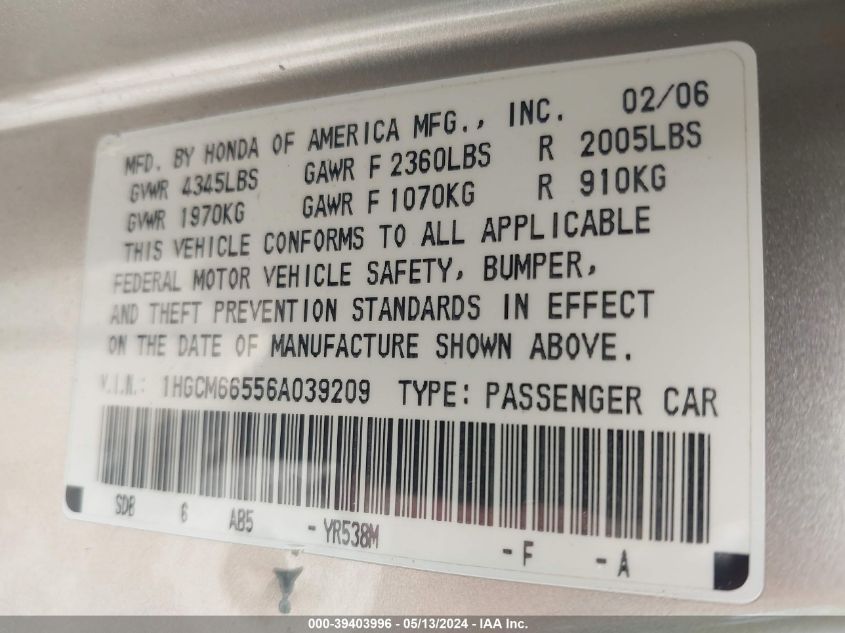 MFD. BY HONDA OF AMERICA MFG., INC. 02/06
GVWR 4345LBS GAWR F 2360LBS R 2005LBS
GVWR 1970KG GAWR F 1070KG R 910KG
THIS VEHICLE CONFORMS TO ALL APPLICABLE
FEDERAL MOTOR VEHICLE SAFETY, BUMPER,
AND THEFT PREVENTION STANDARDS IN EFFECT
ON THE DATE OF MANUFACTURE SHOWN ABOVE.
V.I.N.: 1HGCM66556A039209 TYPE: PASSENGER CAR
SDB 6 AB5 - YR538M - F - A
000-39403996 - 05/13/2024 - IAA Inc.